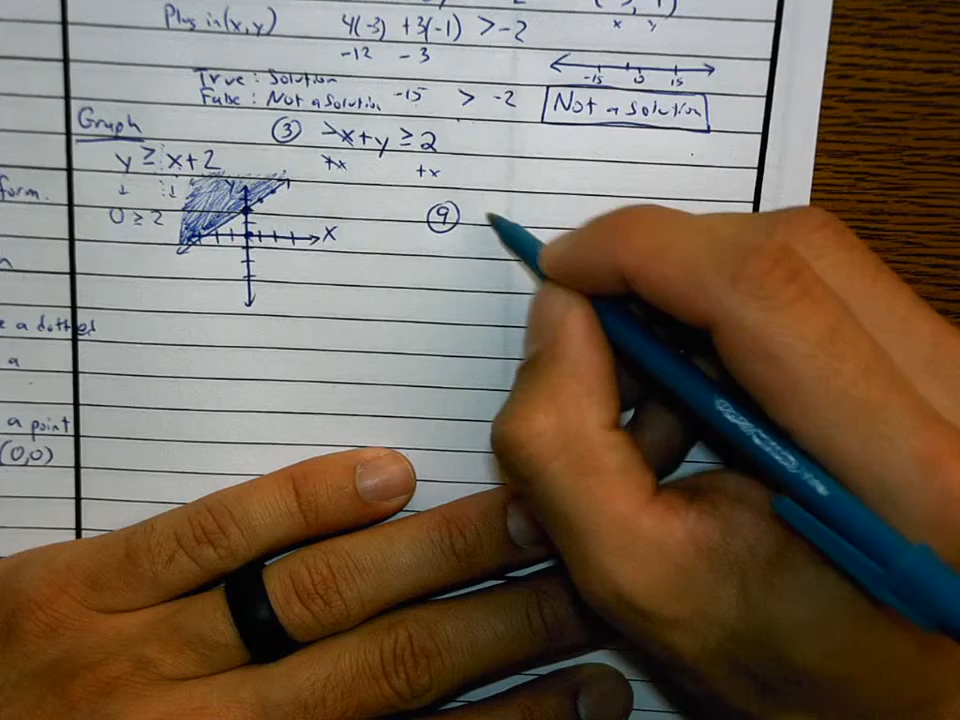 Plug in (x,y) 4(-3) +3(-1) > -2
x y
-12 -3
-15 0 15
True: Solution
False: Not a Solution -15 > -2 Not a solution
Graph ③ -x+y ≥ 2
y ≥ x+2 +x +x
form.
0 ≥ 2 y
x
⑨
e a dotted
a
a point
(0,0)